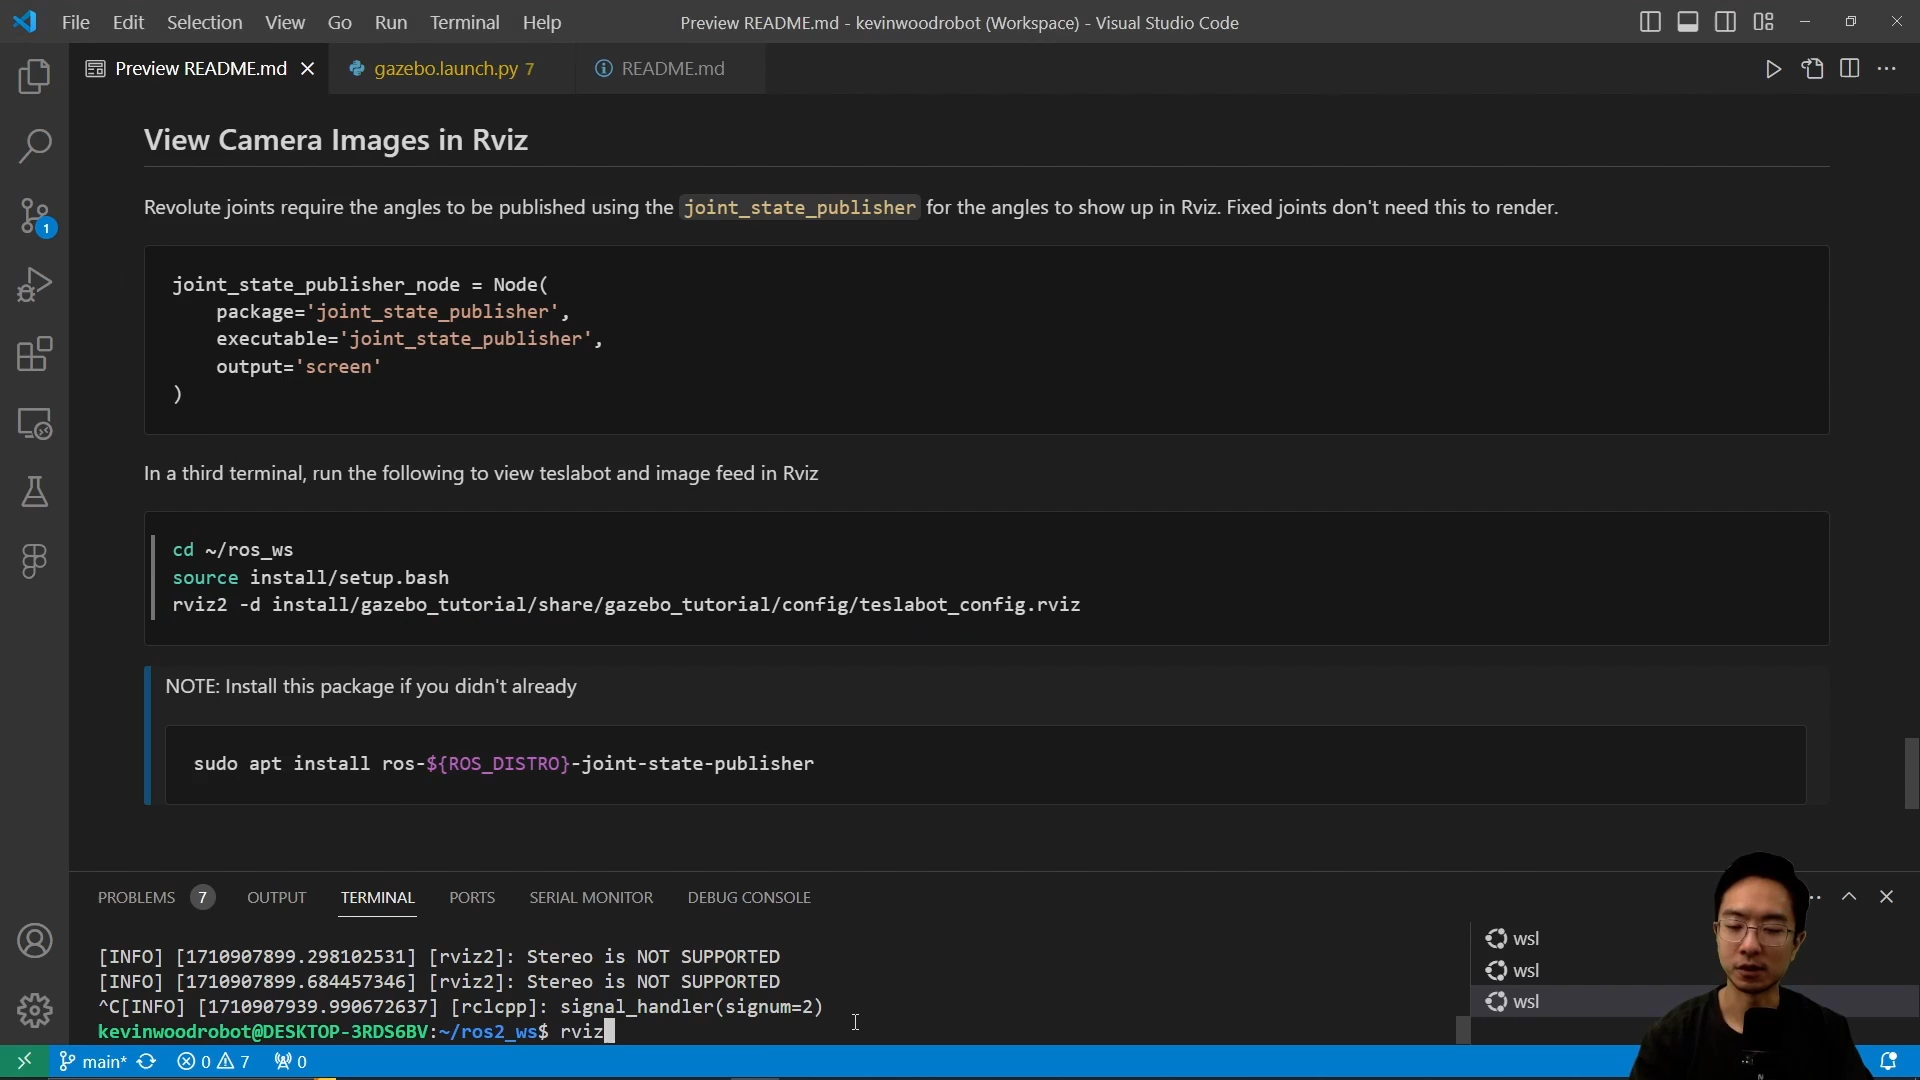 File Edit Selection View Go Run Terminal Help
Preview README.md - kevinwoodrobot (Workspace) - Visual Studio Code
Preview README.md
gazebo.launch.py 7
README.md
View Camera Images in Rviz
Revolute joints require the angles to be published using the joint_state_publisher for the angles to show up in Rviz. Fixed joints don't need this to render.
joint_state_publisher_node = Node(
package='joint_state_publisher',
executable='joint_state_publisher',
output='screen'
)
In a third terminal, run the following to view teslabot and image feed in Rviz
cd ~/ros_ws
source install/setup.bash
rviz2 -d install/gazebo_tutorial/share/gazebo_tutorial/config/teslabot_config.rviz
NOTE: Install this package if you didn't already
sudo apt install ros-${ROS_DISTRO}-joint-state-publisher
1
PROBLEMS 7 OUTPUT TERMINAL PORTS SERIAL MONITOR DEBUG CONSOLE
[INFO] [1710907899.298102531] [rviz2]: Stereo is NOT SUPPORTED
[INFO] [1710907899.684457346] [rviz2]: Stereo is NOT SUPPORTED
^C[INFO] [1710907939.990672637] [rclcpp]: signal_handler(signum=2)
kevinwoodrobot@DESKTOP-3RDS6BV:~/ros2_ws$ rviz
wsl
wsl
wsl
main* 0 7 0